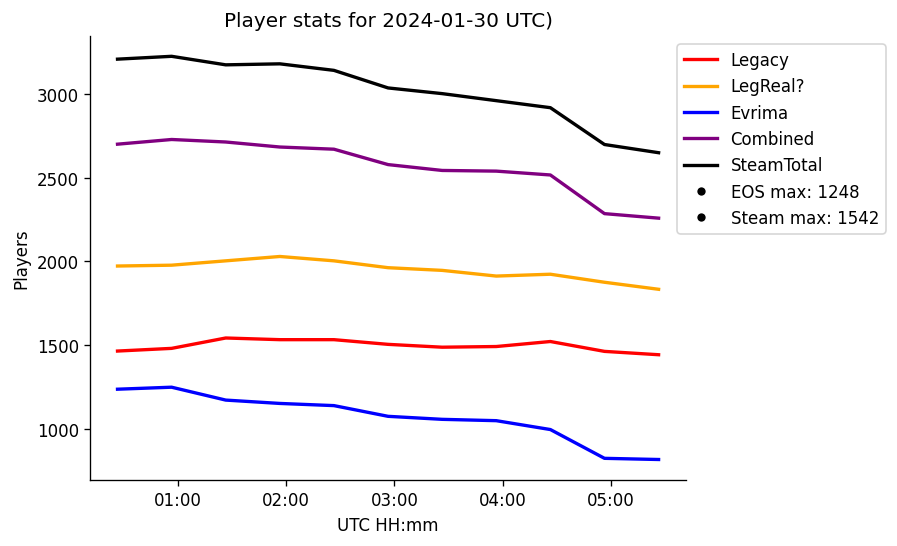 Player stats for 2024-01-30 UTC)
Players
3000
2500
2000
1500
1000
01:00 02:00 03:00 04:00 05:00
UTC HH:mm
Legacy
LegReal?
Evrima
Combined
SteamTotal
EOS max: 1248
Steam max: 1542